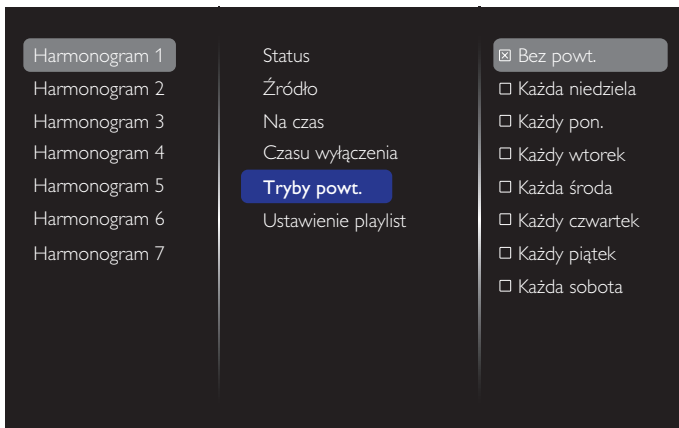 Harmonogram 1
Harmonogram 2
Harmonogram 3
Harmonogram 4
Harmonogram 5
Harmonogram 6
Harmonogram 7
Status
Źródło
Na czas
Czasu wyłączenia
Tryby powt.
Ustawienie playlist
Bez powt.
Każda niedziela
Każdy pon.
Każdy wtorek
Każda środa
Każdy czwartek
Każdy piątek
Każda sobota